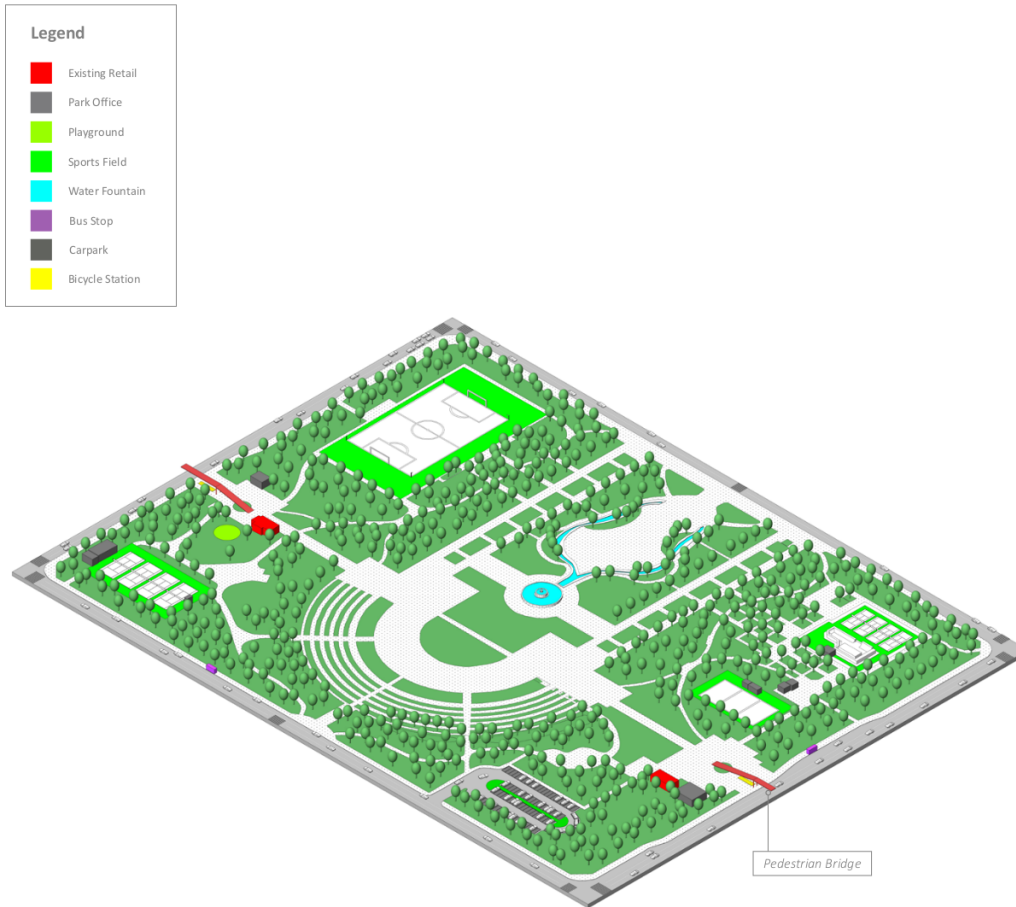 Legend
Existing Retail
Park Office
Playground
Sports Field
Water Fountain
Bus Stop
Carpark
Bicycle Station
Pedestrian Bridge